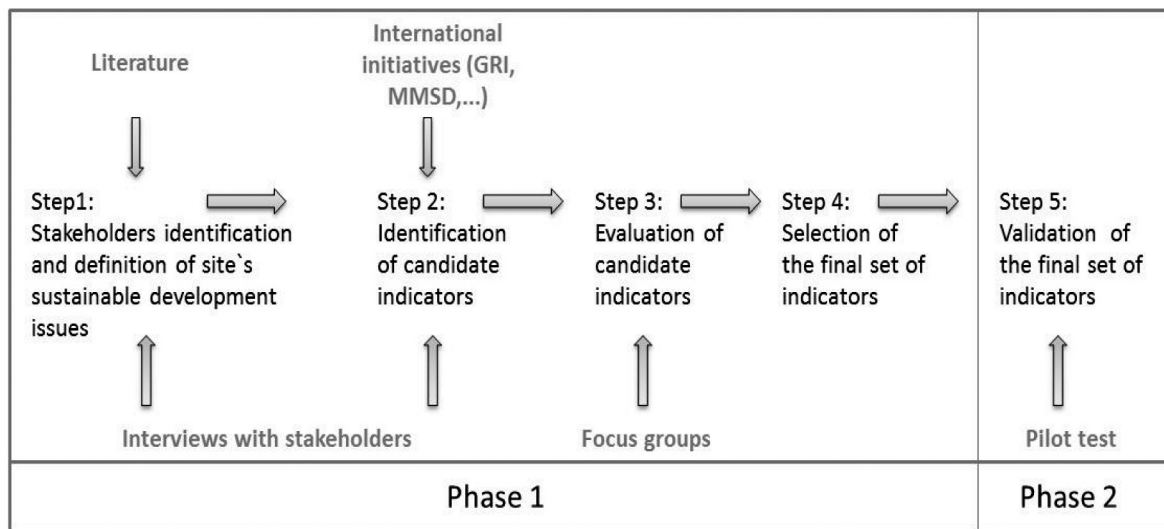 Literature
International
initiatives (GRI,
MMSD,...)
Step1:
Stakeholders identification
and definition of site`s
sustainable development
issues
Step 2:
Identification
of candidate
indicators
Step 3:
Evaluation of
candidate
indicators
Step 4:
Selection of
the final set of
indicators
Step 5:
Validation of
the final set of
indicators
Interviews with stakeholders
Focus groups
Pilot test
Phase 1
Phase 2